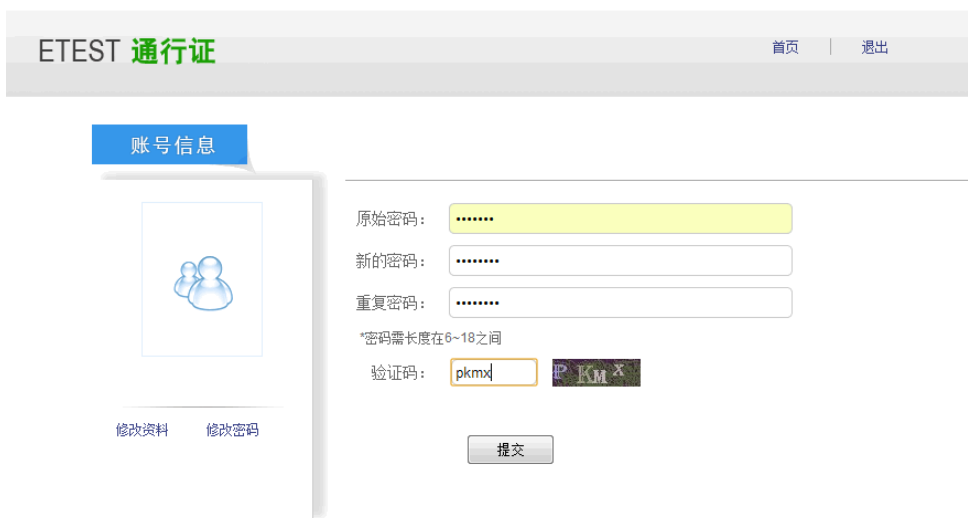 ETEST 通行证
首页 退出
账号信息
原始密码：•••••••
新的密码：••••••••
重复密码：••••••••
*密码需长度在6~18之间
验证码：pkmx P KM X
修改资料 修改密码
提交